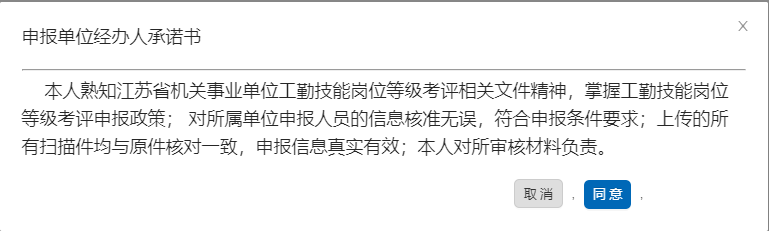 申报单位经办人承诺书
X
本人熟知江苏省机关事业单位工勤技能岗位等级考评相关文件精神，掌握工勤技能岗位
等级考评申报政策； 对所属单位申报人员的信息核准无误，符合申报条件要求；上传的所
有扫描件均与原件核对一致，申报信息真实有效；本人对所审核材料负责。
取消 , 同意 ,